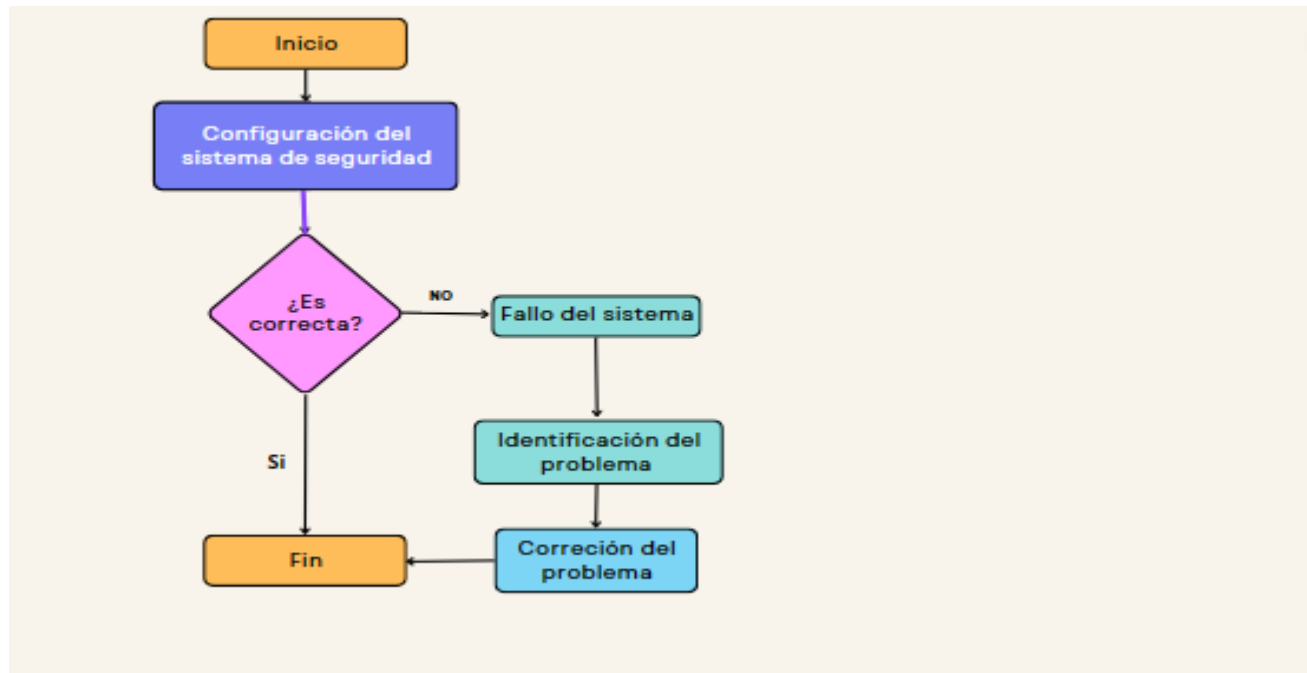 Inicio
Configuración del
sistema de seguridad
¿Es
correcta?
NO
Fallo del sistema
Identificación del
problema
Si
Correción del
problema
Fin